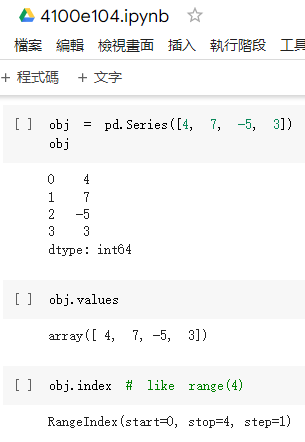 4100e104.ipynb
檔案 編輯 檢視畫面 插入 執行階段 工具
+ 程式碼 + 文字
[ ] obj = pd.Series([4, 7, -5, 3])
obj
0 4
1 7
2 -5
3 3
dtype: int64
[ ] obj.values
array([ 4, 7, -5, 3])
[ ] obj.index # like range(4)
RangeIndex(start=0, stop=4, step=1)